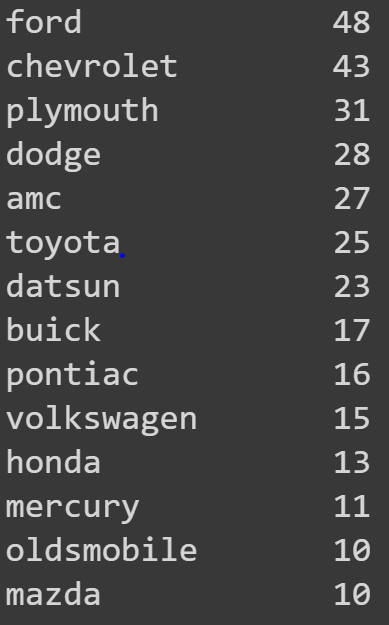 ford 48
chevrolet 43
plymouth 31
dodge 28
amc 27
toyota 25
datsun 23
buick 17
pontiac 16
volkswagen 15
honda 13
mercury 11
oldsmobile 10
mazda 10